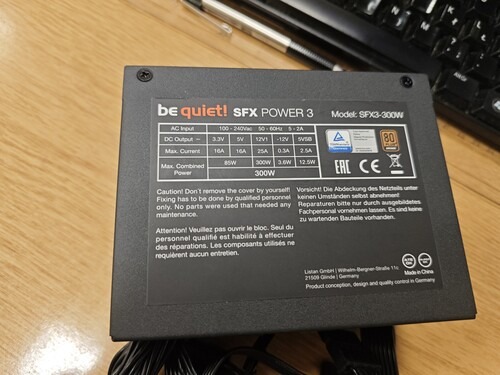 be quiet! SFX POWER 3 Model: SFX3-300W
AC Input 100 - 240Vac 50 - 60Hz 5 - 2A
DC Output 3.3V 5V 12V1 -12V 5VSB
Max. Current 16A 16A 25A 0.3A 2.5A
Max. Combined Power 85W 300W 3.6W 12.5W
300W
80
PLUS
EAC CE
Caution! Don't remove the cover by yourself!
Fixing has to be done by qualified personnel
only. No parts were used that needed any
maintenance.
Attention! Veuillez pas ouvrir le bloc. Seul du
personnel qualifié est habilité à effectuer
des réparations. Les composants utilisés ne
requièrent aucun entretien.
Vorsicht! Die Abdeckung des Netzteils unter
keinen Umständen selbst abnehmen!
Reparaturen bitte nur durch ausgebildetes
Fachpersonal vornehmen lassen. Es sind keine
zu wartenden Bauteile vorhanden.
Listan GmbH | Wilhelm-Bergner-Straße 11c
21509 Glinde | Germany
Made in China
Product conception, design and quality control in Germany